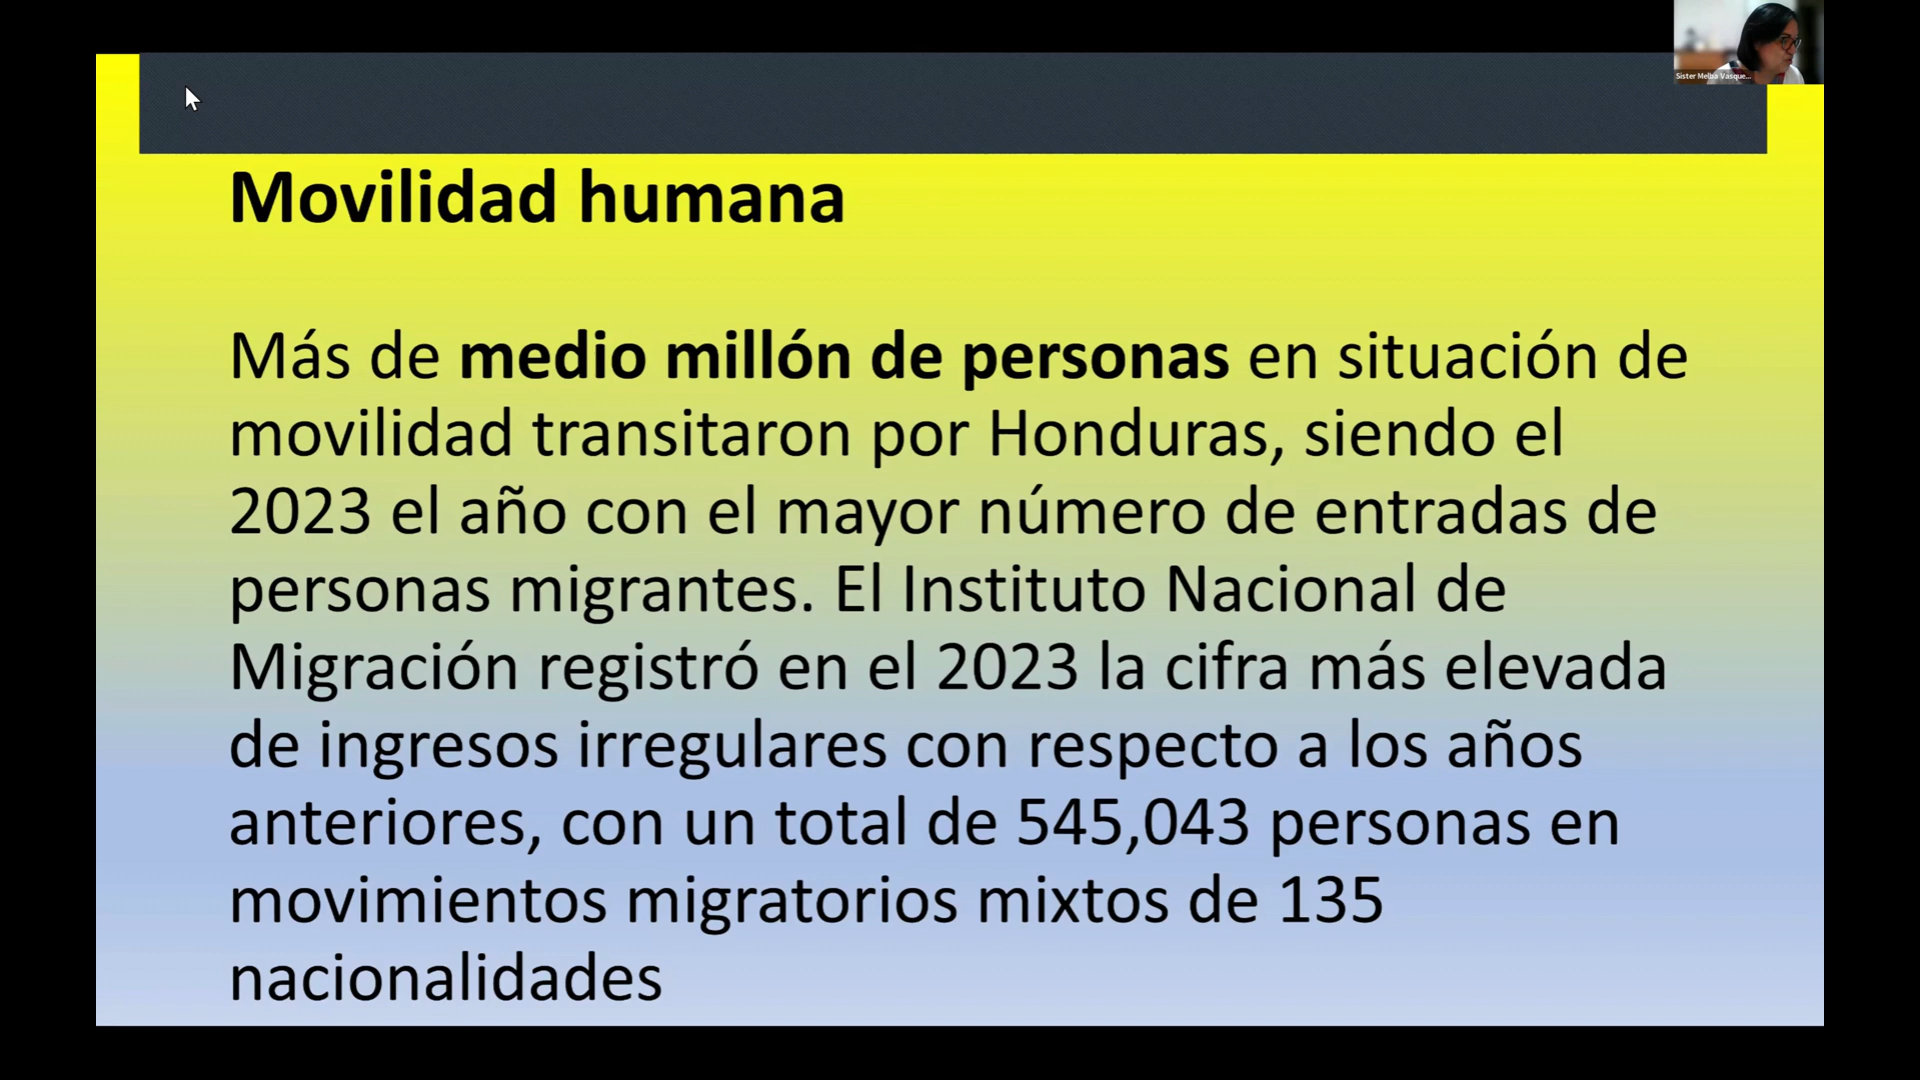 Sister Melba Vasque...
Movilidad humana
Más de medio millón de personas en situación de
movilidad transitaron por Honduras, siendo el
2023 el año con el mayor número de entradas de
personas migrantes. El Instituto Nacional de
Migración registró en el 2023 la cifra más elevada
de ingresos irregulares con respecto a los años
anteriores, con un total de 545,043 personas en
movimientos migratorios mixtos de 135
nacionalidades